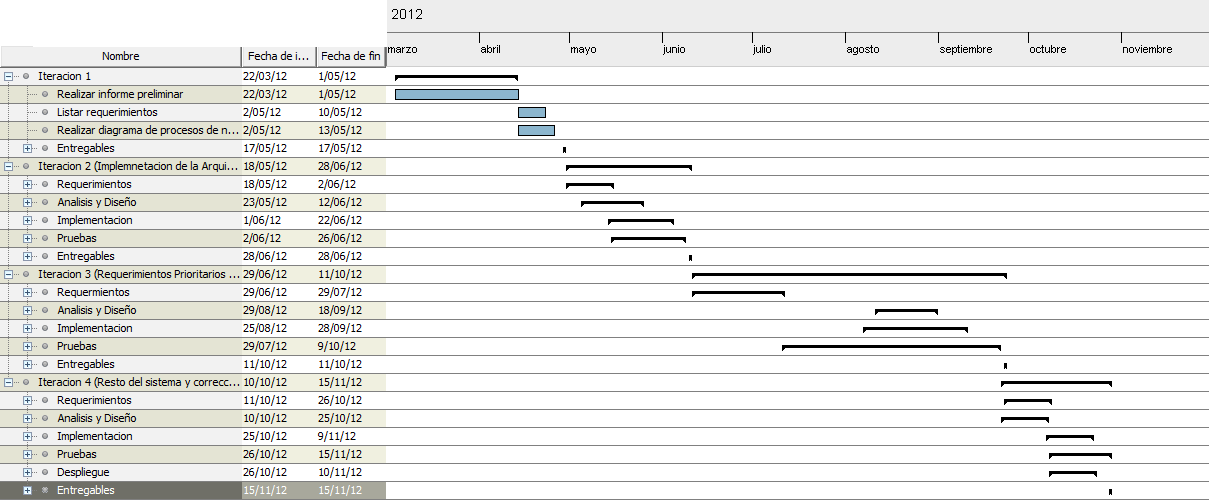 2012
marzo abril mayo junio julio agosto septiembre octubre noviembre
Nombre Fecha de i... Fecha de fin
Iteracion 1 22/03/12 1/05/12
Realizar informe preliminar 22/03/12 1/05/12
Listar requerimientos 2/05/12 10/05/12
Realizar diagrama de procesos de n... 2/05/12 13/05/12
Entregables 17/05/12 17/05/12
Iteracion 2 (Implemnetacion de la Arqui... 18/05/12 28/06/12
Requerimientos 18/05/12 2/06/12
Analisis y Diseño 23/05/12 12/06/12
Implementacion 1/06/12 22/06/12
Pruebas 2/06/12 26/06/12
Entregables 28/06/12 28/06/12
Iteracion 3 (Requerimientos Prioritarios ... 29/06/12 11/10/12
Requermientos 29/06/12 29/07/12
Analisis y Diseño 29/08/12 18/09/12
Implementacion 25/08/12 28/09/12
Pruebas 29/07/12 9/10/12
Entregables 11/10/12 11/10/12
Iteracion 4 (Resto del sistema y correcc... 10/10/12 15/11/12
Requerimientos 11/10/12 26/10/12
Analisis y Diseño 10/10/12 25/10/12
Implementacion 25/10/12 9/11/12
Pruebas 26/10/12 15/11/12
Despliegue 26/10/12 10/11/12
Entregables 15/11/12 15/11/12